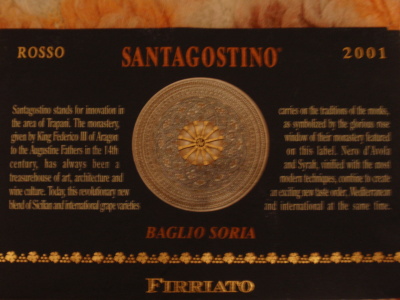 ROSSO
SANTAGOSTINO®
2001
Santagostino stands for innovation in
the area of Trapani. The monastery,
given by King Federico III of Aragon
to the Augustine Fathers in the 14th
century, has always been a
treasurehouse of art, architecture and
wine culture. Today, this revolutionary new
blend of Sicilian and international grape varieties
carries on the traditions of the monks,
as symbolized by the glorious rose
window of their monastery featured
on this label. Nero d'Avola
and Syrah, vinified with the most
modern techniques, combine to create
an exciting new taste order. Mediterranean
and international at the same time.
BAGLIO SORIA
FIRRIATO